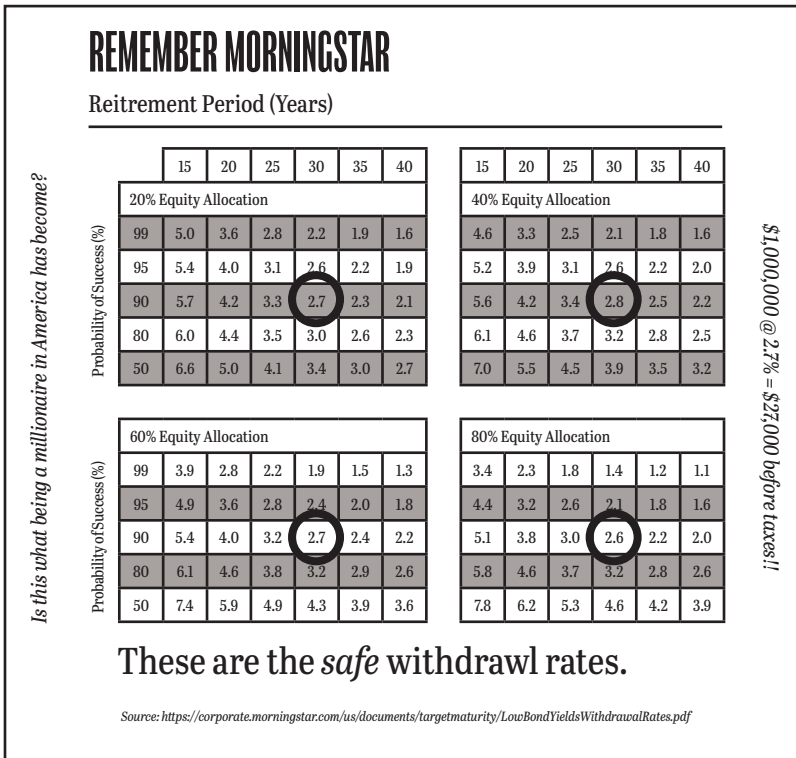 REMEMBER MORNINGSTAR
Reitrement Period (Years)
Is this what being a millionaire in America has become?
15 20 25 30 35 40
20% Equity Allocation
Probability of Success (%)
99 5.0 3.6 2.8 2.2 1.9 1.6
95 5.4 4.0 3.1 2.6 2.2 1.9
90 5.7 4.2 3.3 2.7 2.3 2.1
80 6.0 4.4 3.5 3.0 2.6 2.3
50 6.6 5.0 4.1 3.4 3.0 2.7
15 20 25 30 35 40
40% Equity Allocation
4.6 3.3 2.5 2.1 1.8 1.6
5.2 3.9 3.1 2.6 2.2 2.0
5.6 4.2 3.4 2.8 2.5 2.2
6.1 4.6 3.7 3.2 2.8 2.5
7.0 5.5 4.5 3.9 3.5 3.2
60% Equity Allocation
Probability of Success (%)
99 3.9 2.8 2.2 1.9 1.5 1.3
95 4.9 3.6 2.8 2.4 2.0 1.8
90 5.4 4.0 3.2 2.7 2.4 2.2
80 6.1 4.6 3.8 3.2 2.9 2.6
50 7.4 5.9 4.9 4.3 3.9 3.6
80% Equity Allocation
3.4 2.3 1.8 1.4 1.2 1.1
4.4 3.2 2.6 2.1 1.8 1.6
5.1 3.8 3.0 2.6 2.2 2.0
5.8 4.6 3.7 3.2 2.8 2.6
7.8 6.2 5.3 4.6 4.2 3.9
$1,000,000 @ 2.7% = $27,000 before taxes!!
These are the safe withdrawl rates.
Source: https://corporate.morningstar.com/us/documents/targetmaturity/LowBondYieldsWithdrawalRates.pdf